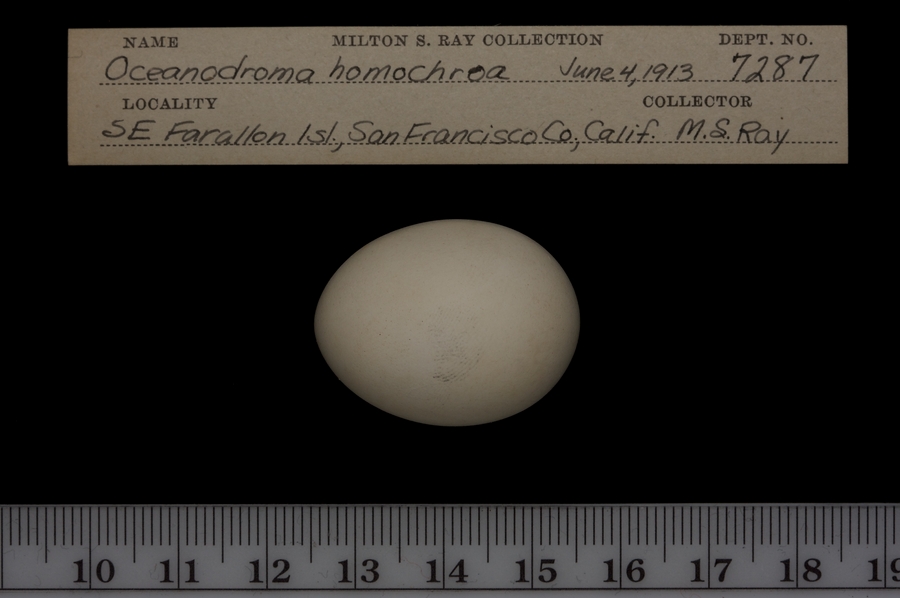 NAME MILTON S. RAY COLLECTION DEPT. NO.
Oceanodroma homochroa June 4, 1913 7287
LOCALITY COLLECTOR
SE Farallon Isl., San Francisco Co, Calif. M.S. Ray
10 11 12 13 14 15 16 17 18 19